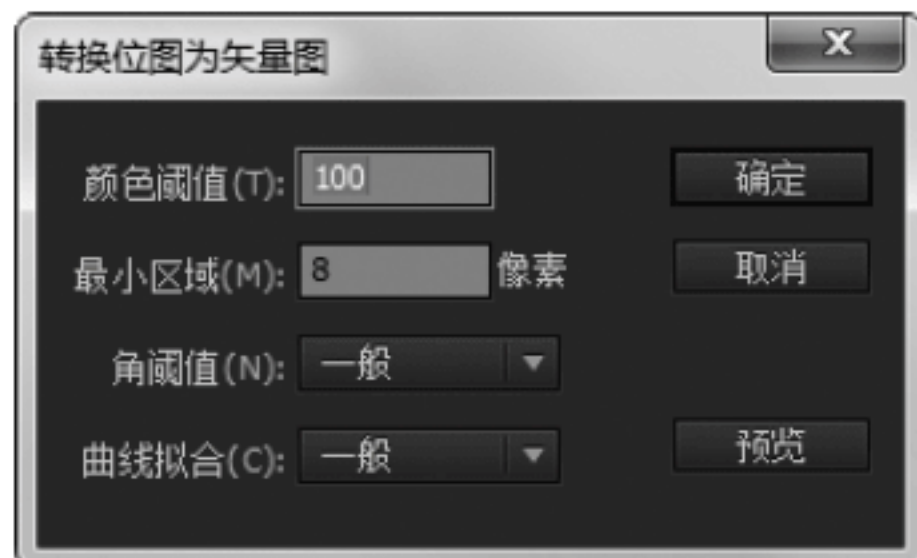 转换位图为矢量图
颜色阈值(T): 100 确定
最小区域(M): 8 像素 取消
角阈值(N): 一般
曲线拟合(C): 一般 预览